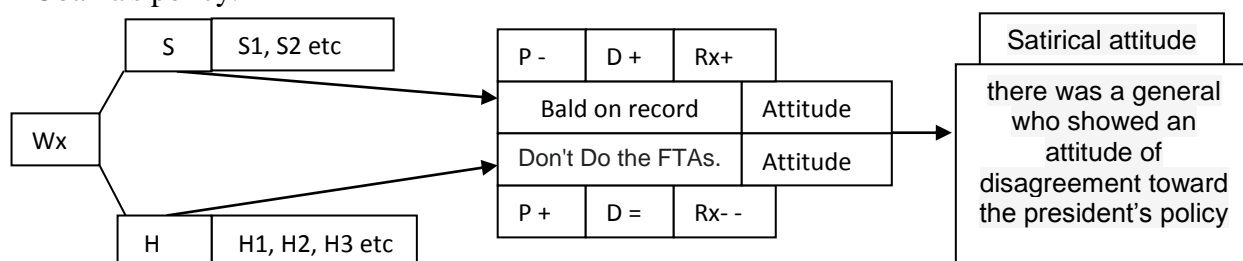 S
S1, S2 etc
Wx
H
H1, H2, H3 etc
P -
D +
Rx+
Bald on record
Attitude
Don't Do the FTAs.
Attitude
P +
D =
Rx- -
Satirical attitude
there was a general
who showed an
attitude of
disagreement toward
the president's policy